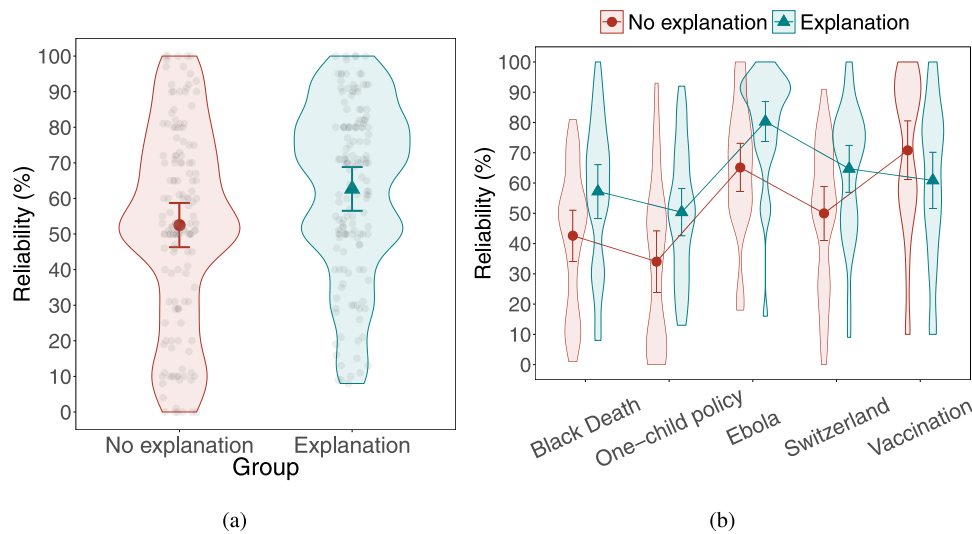 No explanation Explanation
100
90
80
70
60
50
40
30
20
10
0
Reliability (%)
No explanation Explanation
Group
(a)
100
90
80
70
60
50
40
30
20
10
0
Reliability (%)
Black Death
One–child policy
Ebola
Switzerland
Vaccination
(b)